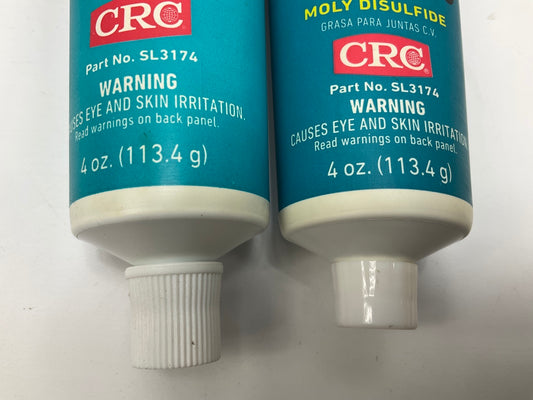 CRC
Part No. SL3174
WARNING
CAUSES EYE AND SKIN IRRITATION.
Read warnings on back panel.
4 oz. (113.4 g)
MOLY DISULFIDE
GRASA PARA JUNTAS C.V.
CRC
Part No. SL3174
WARNING
CAUSES EYE AND SKIN IRRITATION
Read warnings on back panel.
4 oz. (113.4 g)